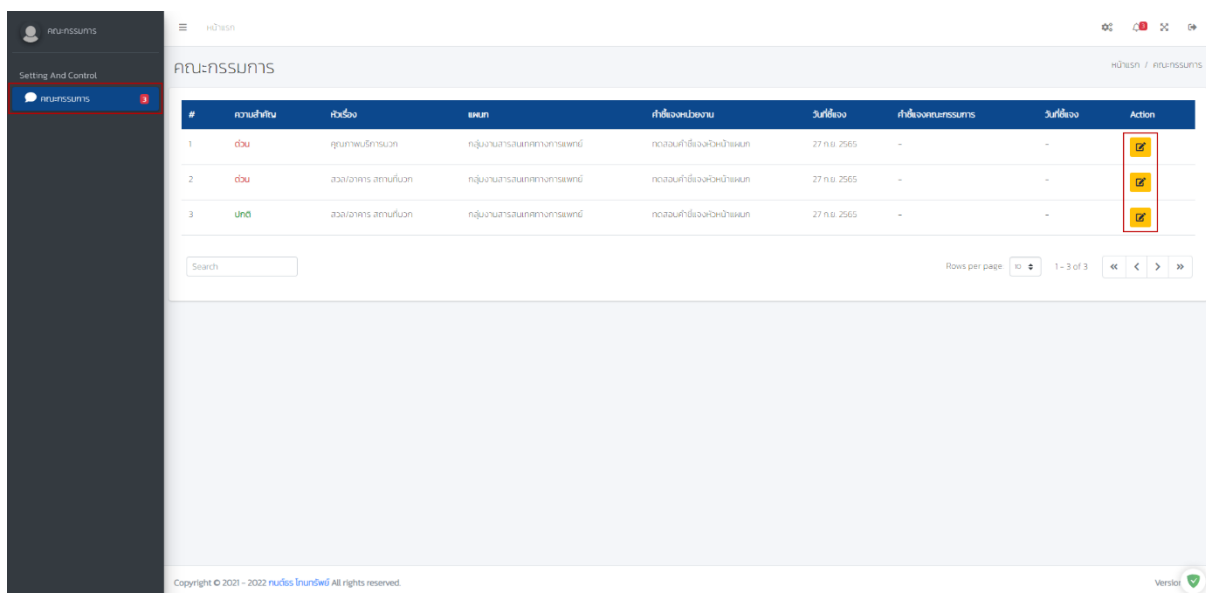 คณะกรรมการ
หน้าแรก
3
Setting And Control
คณะกรรมการ 3
คณะกรรมการ
หน้าแรก / คณะกรรมการ
# ความสำคัญ หัวเรื่อง แผนก คำชี้แจงหน่วยงาน วันที่ชี้แจง คำชี้แจงคณะกรรมการ วันที่ชี้แจง Action
1 ด่วน คุณภาพบริการบวก กลุ่มงานสารสนเทศทางการแพทย์ ทดสอบคำชี้แจงหัวหน้าแผนก 27 ก.ย. 2565 - -
2 ด่วน สวล/อาคาร สถานที่บวก กลุ่มงานสารสนเทศทางการแพทย์ ทดสอบคำชี้แจงหัวหน้าแผนก 27 ก.ย. 2565 - -
3 ปกติ สวล/อาคาร สถานที่บวก กลุ่มงานสารสนเทศทางการแพทย์ ทดสอบคำชี้แจงหัวหน้าแผนก 27 ก.ย. 2565 - -
Search Rows per page: 10 1 - 3 of 3 « < > »
Copyright © 2021 - 2022 All rights reserved.